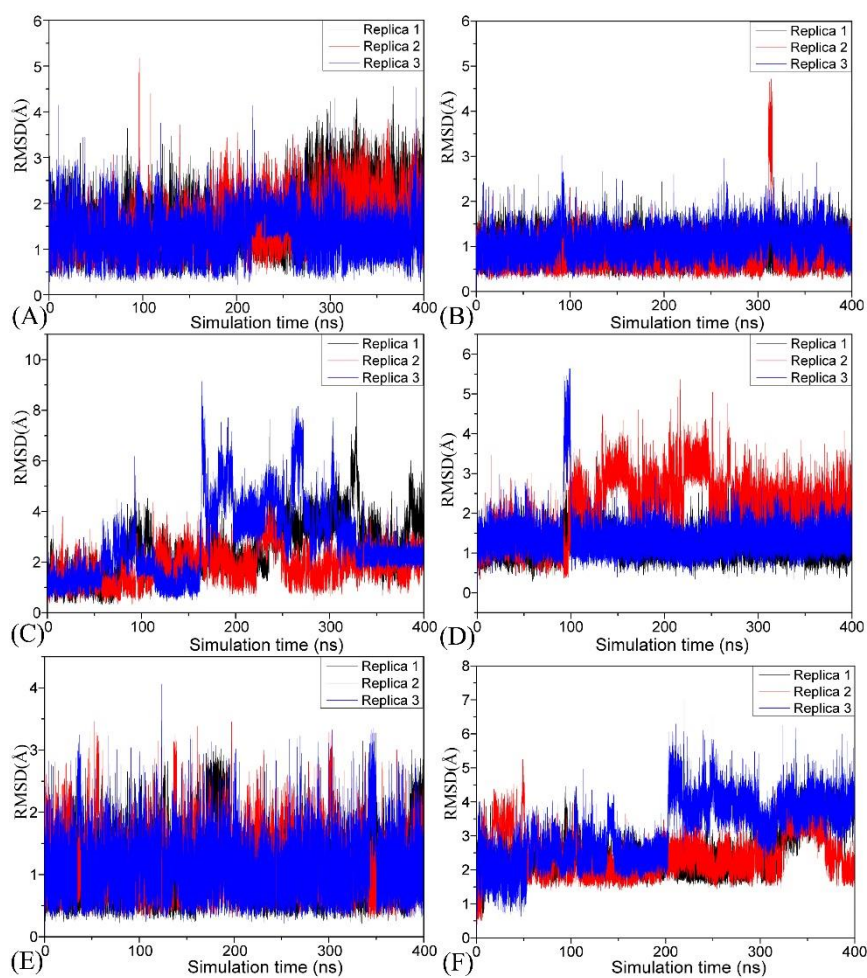 6
5
4
3
2
1
0
RMSD(Å)
Replica 1
Replica 2
Replica 3
0
100
200
300
400
Simulation time (ns)
(A)
6
5
4
3
2
1
0
RMSD(Å)
Replica 1
Replica 2
Replica 3
0
100
200
300
400
Simulation time (ns)
(B)
10
8
6
4
2
0
RMSD(Å)
Replica 1
Replica 2
Replica 3
0
100
200
300
400
Simulation time (ns)
(C)
6
5
4
3
2
1
0
RMSD(Å)
Replica 1
Replica 2
Replica 3
0
100
200
300
400
Simulation time (ns)
(D)
4
3
2
1
0
RMSD(Å)
Replica 1
Replica 2
Replica 3
0
100
200
300
400
Simulation time (ns)
(E)
8
7
6
5
4
3
2
1
0
RMSD(Å)
Replica 1
Replica 2
Replica 3
0
100
200
300
400
Simulation time (ns)
(F)